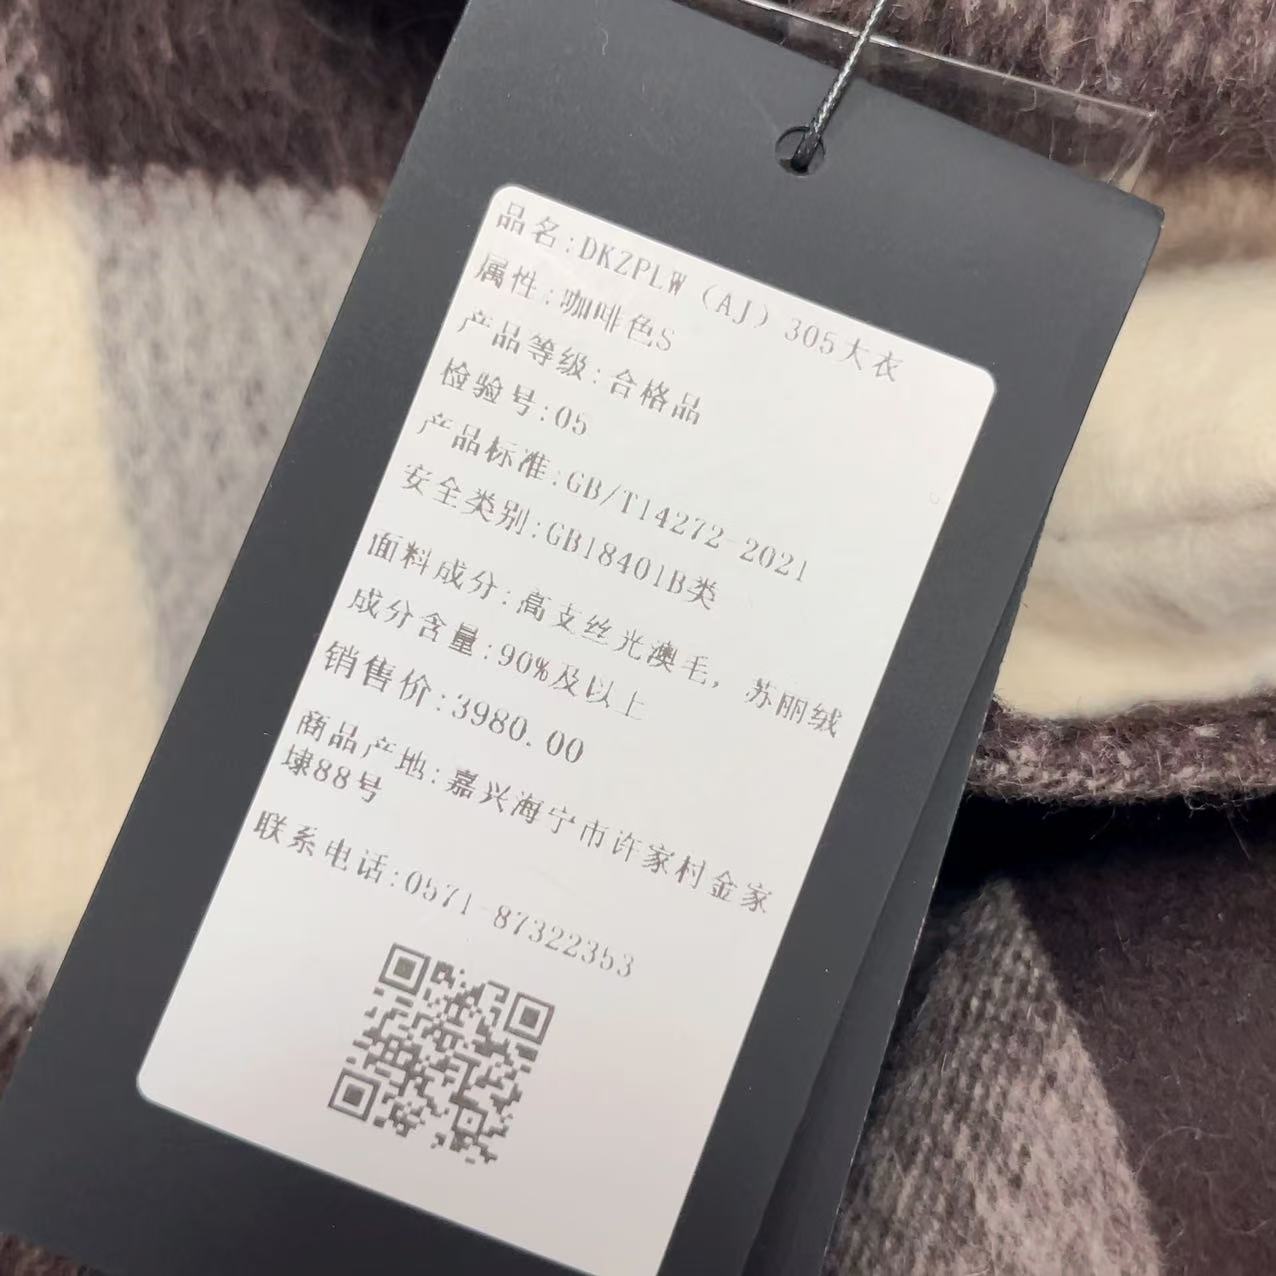 品名:DKZPLW（AJ）305大衣
属性:咖啡色S
产品等级:合格品
检验号:05
产品标准:GB/T14272-2021
安全类别:GB18401B类
面料成分:高支丝光澳毛，苏丽绒
成分含量:90%及以上
销售价:3980.00
商品产地:嘉兴海宁市许家村金家
埭88号
联系电话:0571-87322353